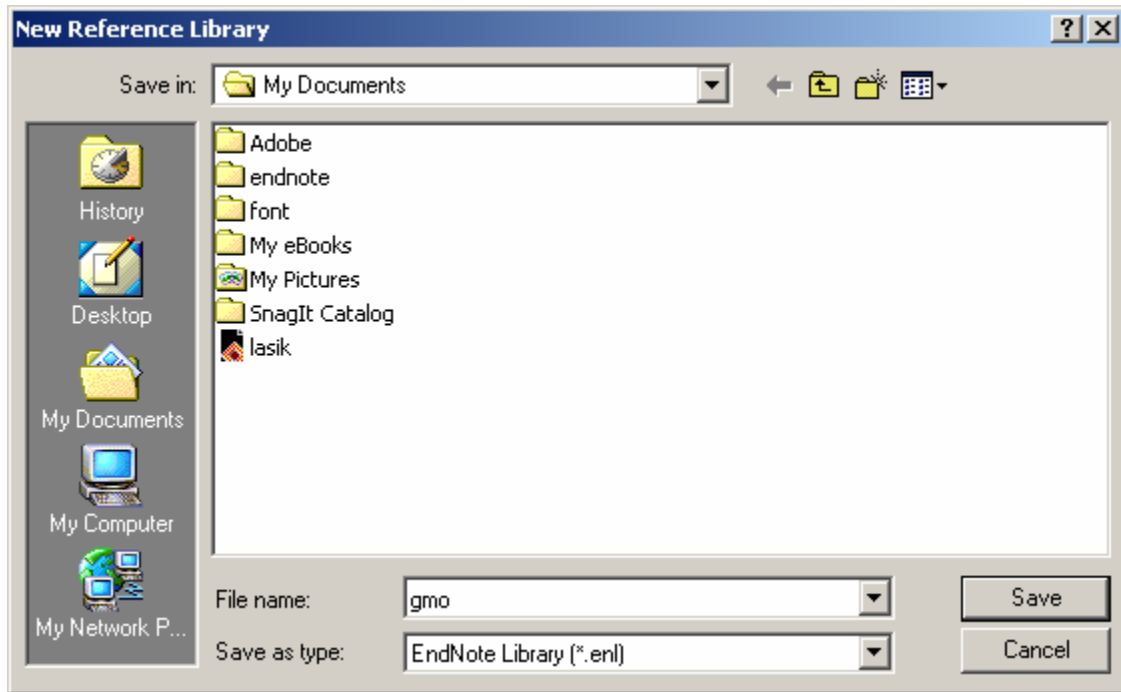 New Reference Library
Save in: My Documents
History
Desktop
My Documents
My Computer
My Network P...
Adobe
endnote
font
My eBooks
My Pictures
SnagIt Catalog
lasik
File name: gmo Save
Save as type: EndNote Library (*.enl) Cancel